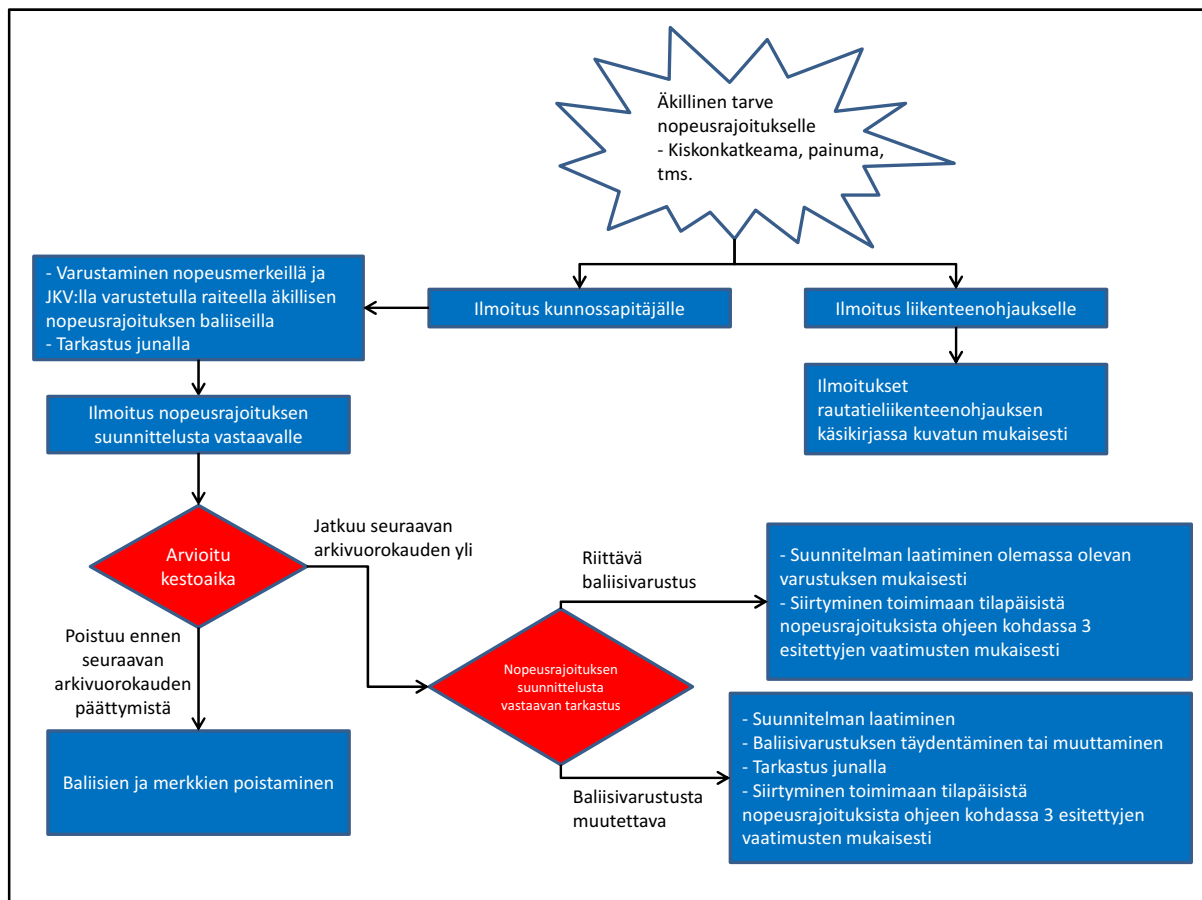 Äkillinen tarve
nopeusrajoitukselle
- Kiskonkatkeama, painuma,
tms.
- Varustaminen nopeusmerkeillä ja
JKV:lla varustetulla raiteella äkillisen
nopeusrajoituksen baliiseilla
- Tarkastus junalla
Ilmoitus kunnossapitäjälle
Ilmoitus liikenteenohjaukselle
Ilmoitukset
rautatieliikenteenohjauksen
käsikirjassa kuvatun mukaisesti
Ilmoitus nopeusrajoituksen
suunnittelusta vastaavalle
Arvioitu
kestoaika
Jatkuu seuraavan
arkivuorokauden yli
Poistuu ennen
seuraavan
arkivuorokauden
päättymistä
Baliisien ja merkkien poistaminen
Nopeusrajoituksen
suunnittelusta
vastaavan tarkastus
Riittävä
baliisivarustus
- Suunnitelman laatiminen olemassa olevan
varustuksen mukaisesti
- Siirtyminen toimimaan tilapäisistä
nopeusrajoituksista ohjeen kohdassa 3
esitettyjen vaatimusten mukaisesti
Baliisivarustusta
muutettava
- Suunnitelman laatiminen
- Baliisivarustuksen täydentäminen tai muuttaminen
- Tarkastus junalla
- Siirtyminen toimimaan tilapäisistä
nopeusrajoituksista ohjeen kohdassa 3 esitettyjen
vaatimusten mukaisesti